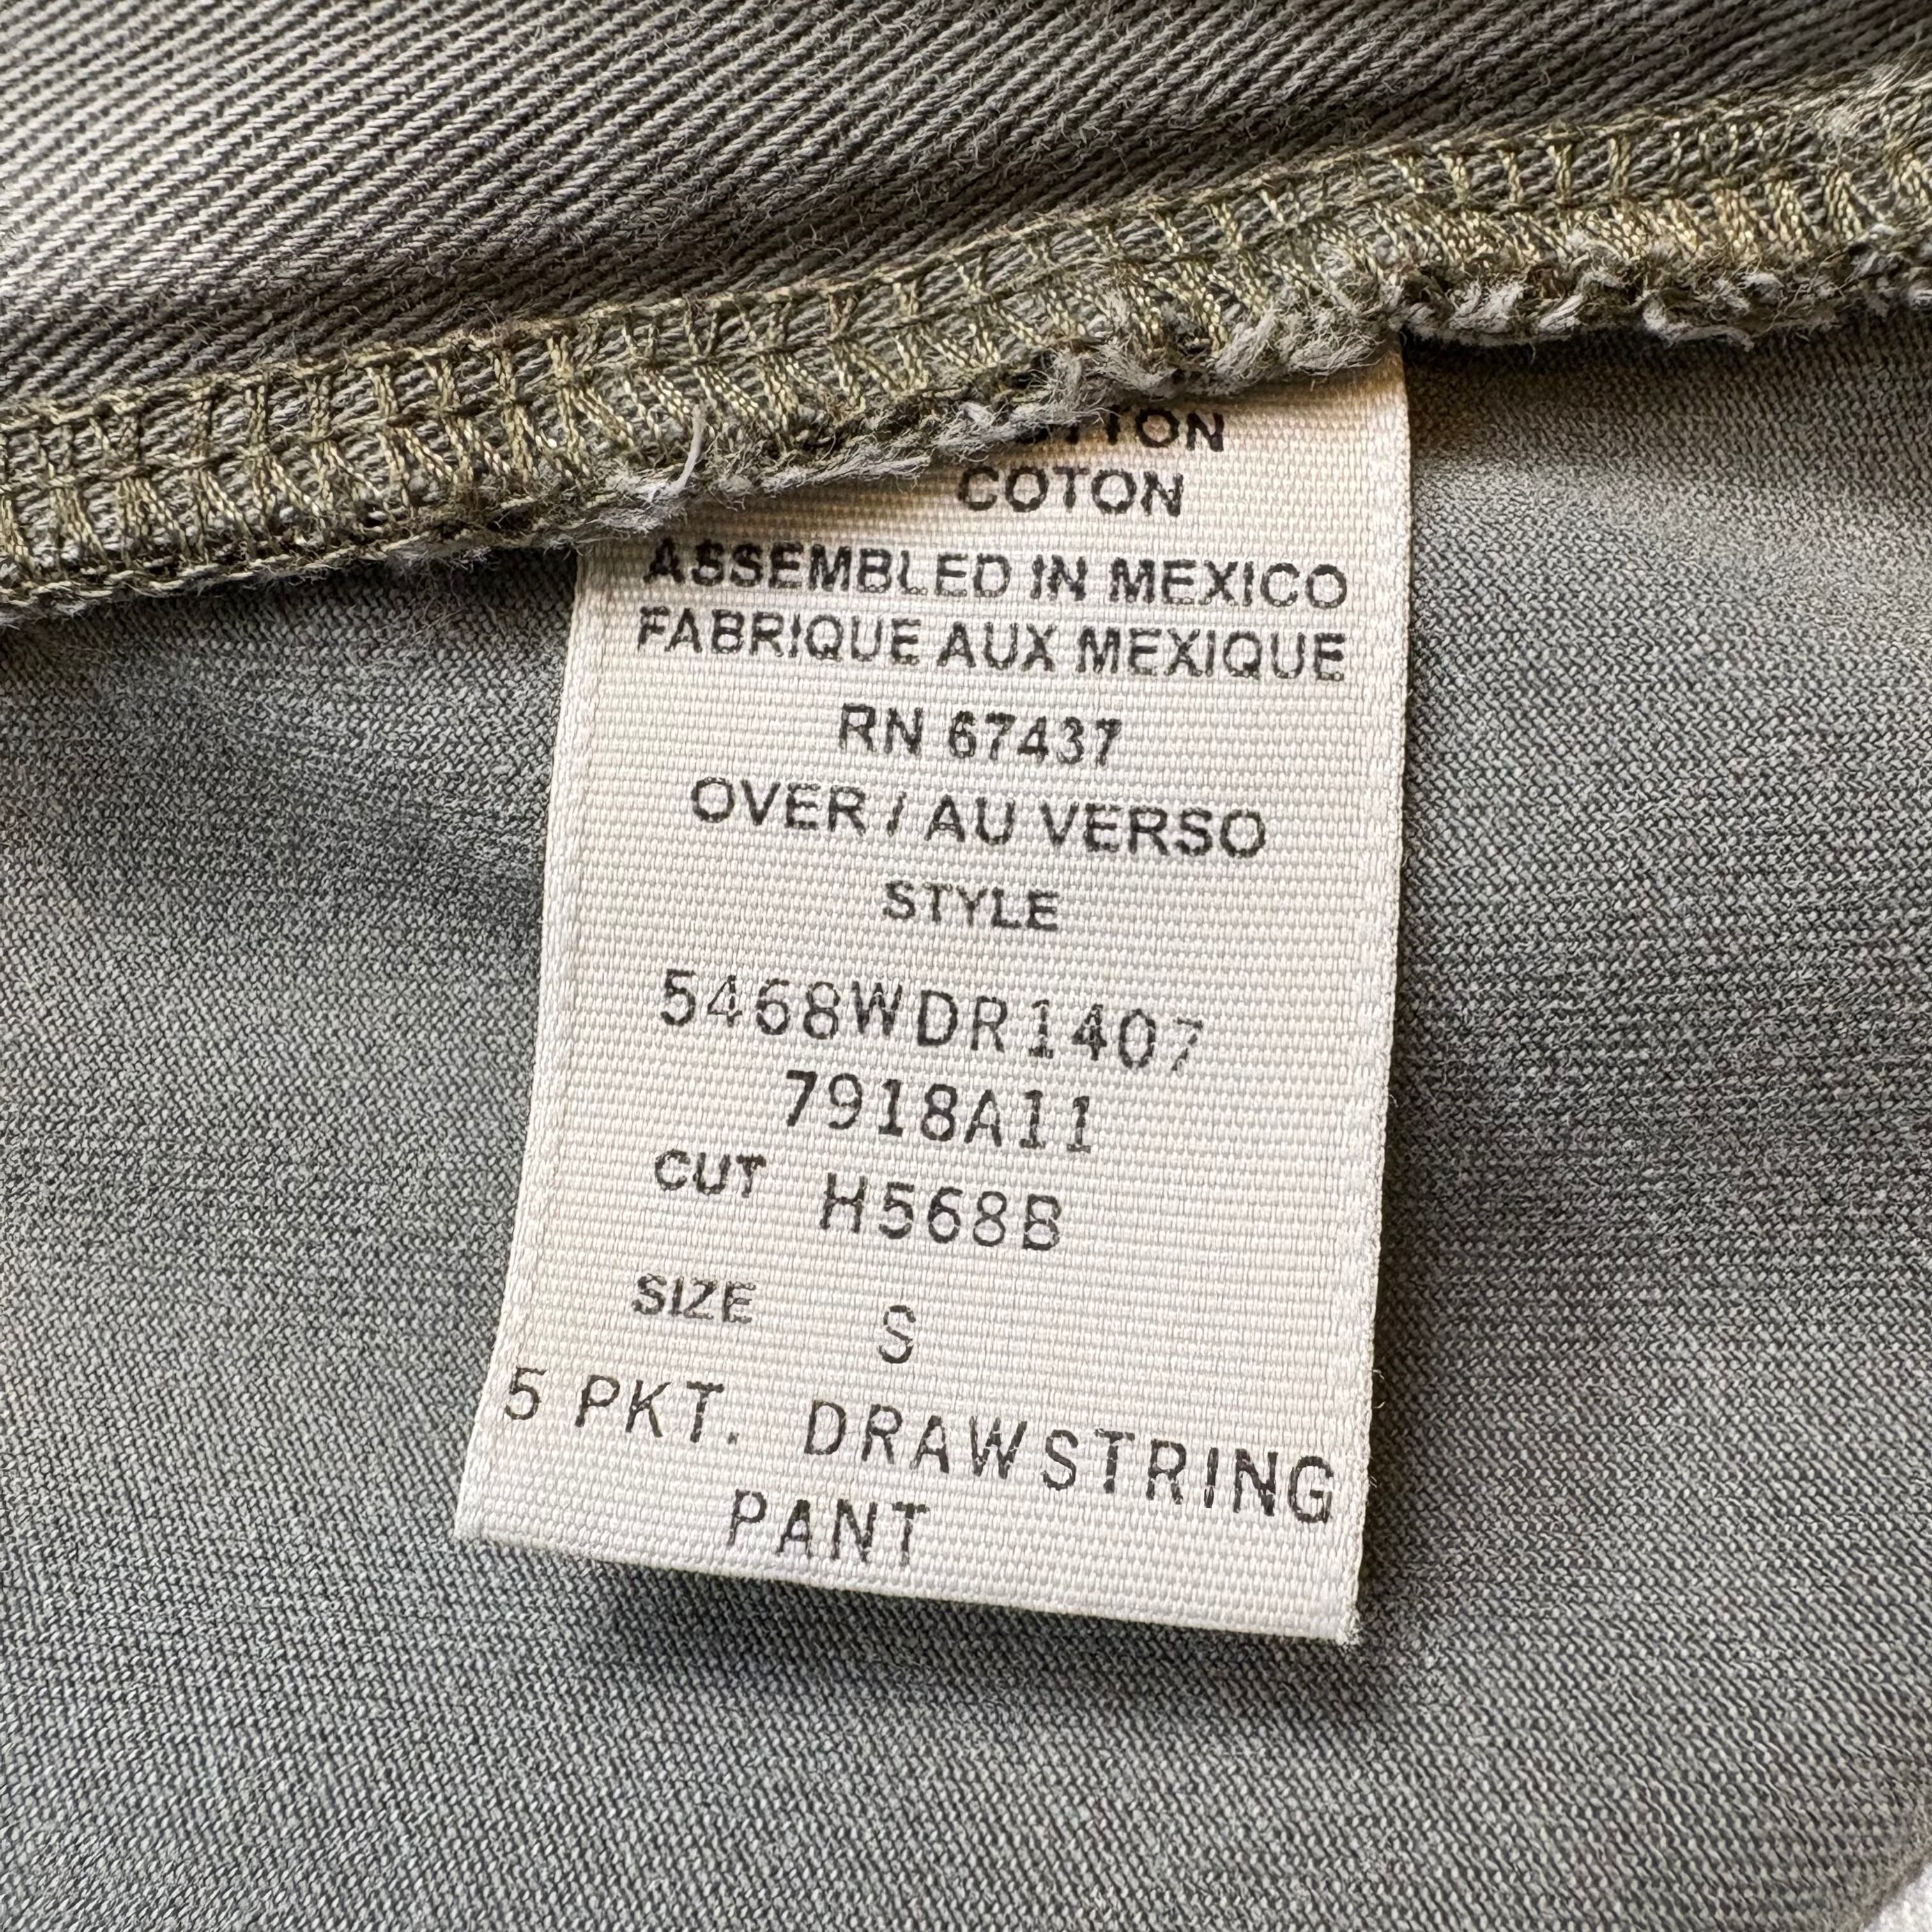 COTON
ASSEMBLED IN MEXICO
FABRIQUE AUX MEXIQUE
RN 67437
OVER / AU VERSO
STYLE
5468WDR1407
7918A11
CUT H568B
SIZE S
5 PKT. DRAWSTRING
PANT